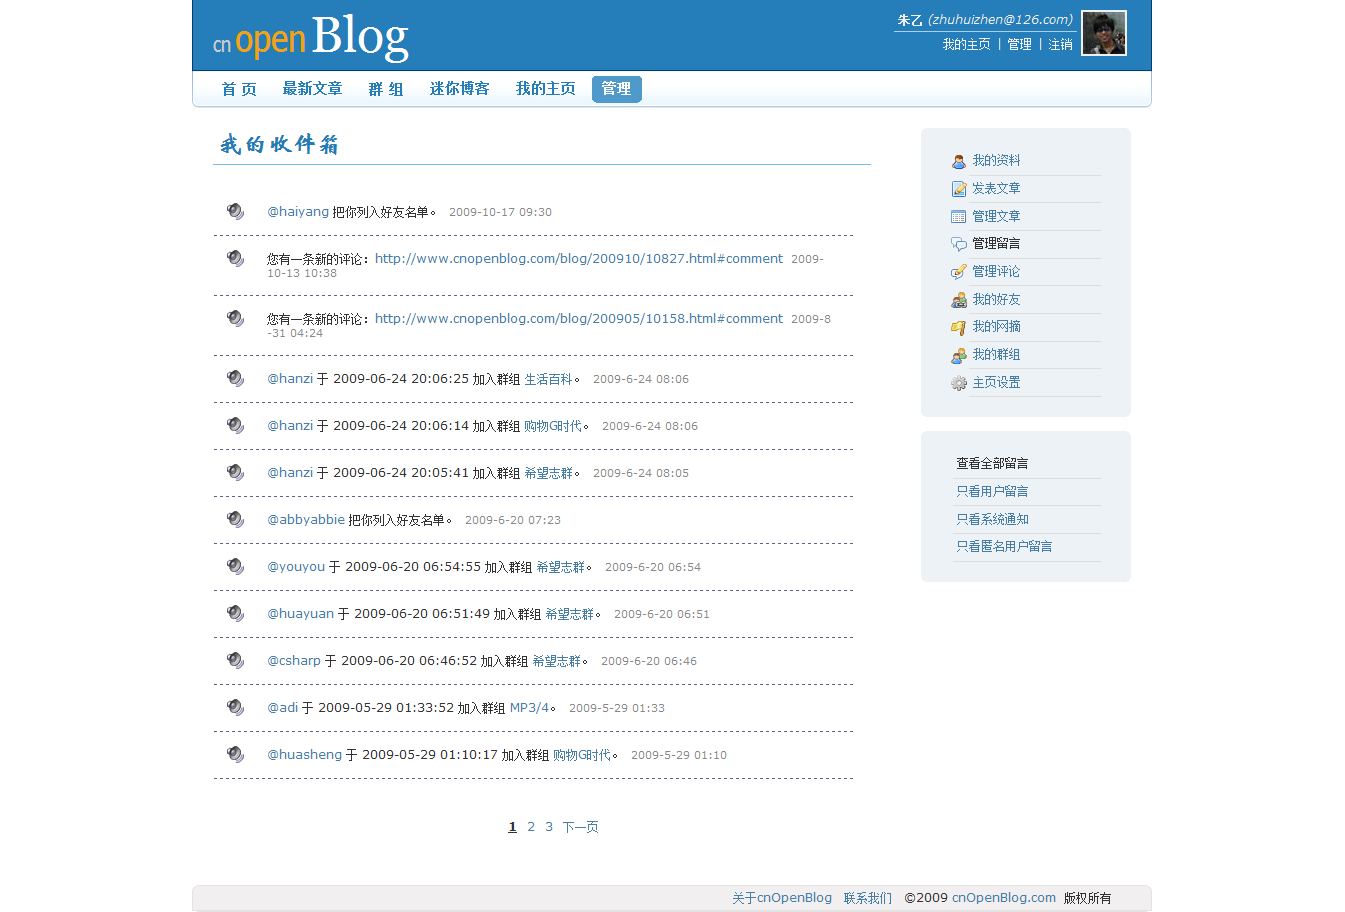 cn open Blog
朱乙 (zhuhuizhen@126.com)
我的主页 | 管理 | 注销
首 页 最新文章 群 组 迷你博客 我的主页 管理
我的收件箱
@haiyang 把你列入好友名单。 2009-10-17 09:30
您有一条新的评论：http://www.cnopenblog.com/blog/200910/10827.html#comment 2009-
10-13 10:38
您有一条新的评论：http://www.cnopenblog.com/blog/200905/10158.html#comment 2009-8
-31 04:24
@hanzi 于 2009-06-24 20:06:25 加入群组 生活百科。 2009-6-24 08:06
@hanzi 于 2009-06-24 20:06:14 加入群组 购物G时代。 2009-6-24 08:06
@hanzi 于 2009-06-24 20:05:41 加入群组 希望志群。 2009-6-24 08:05
@abbyabbie 把你列入好友名单。 2009-6-20 07:23
@youyou 于 2009-06-20 06:54:55 加入群组 希望志群。 2009-6-20 06:54
@huayuan 于 2009-06-20 06:51:49 加入群组 希望志群。 2009-6-20 06:51
@csharp 于 2009-06-20 06:46:52 加入群组 希望志群。 2009-6-20 06:46
@adi 于 2009-05-29 01:33:52 加入群组 MP3/4。 2009-5-29 01:33
@huasheng 于 2009-05-29 01:10:17 加入群组 购物G时代。 2009-5-29 01:10
1 2 3 下一页
我的资料
发表文章
管理文章
管理留言
管理评论
我的好友
我的网摘
我的群组
主页设置
查看全部留言
只看用户留言
只看系统通知
只看匿名用户留言
关于cnOpenBlog 联系我们 ©2009 cnOpenBlog.com 版权所有